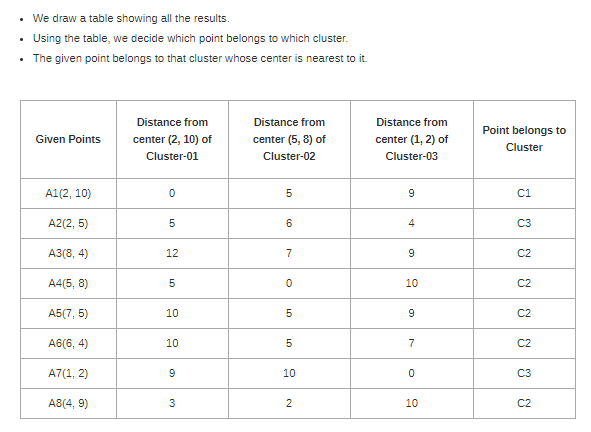 We draw a table showing all the results.
Using the table, we decide which point belongs to which cluster.
The given point belongs to that cluster whose center is nearest to it.
Given Points
Distance from
center (2, 10) of
Cluster-01
Distance from
center (5, 8) of
Cluster-02
Distance from
center (1, 2) of
Cluster-03
Point belongs to
Cluster
A1(2, 10) 0 5 9 C1
A2(2, 5) 5 6 4 C3
A3(8, 4) 12 7 9 C2
A4(5, 8) 5 0 10 C2
A5(7, 5) 10 5 9 C2
A6(6, 4) 10 5 7 C2
A7(1, 2) 9 10 0 C3
A8(4, 9) 3 2 10 C2